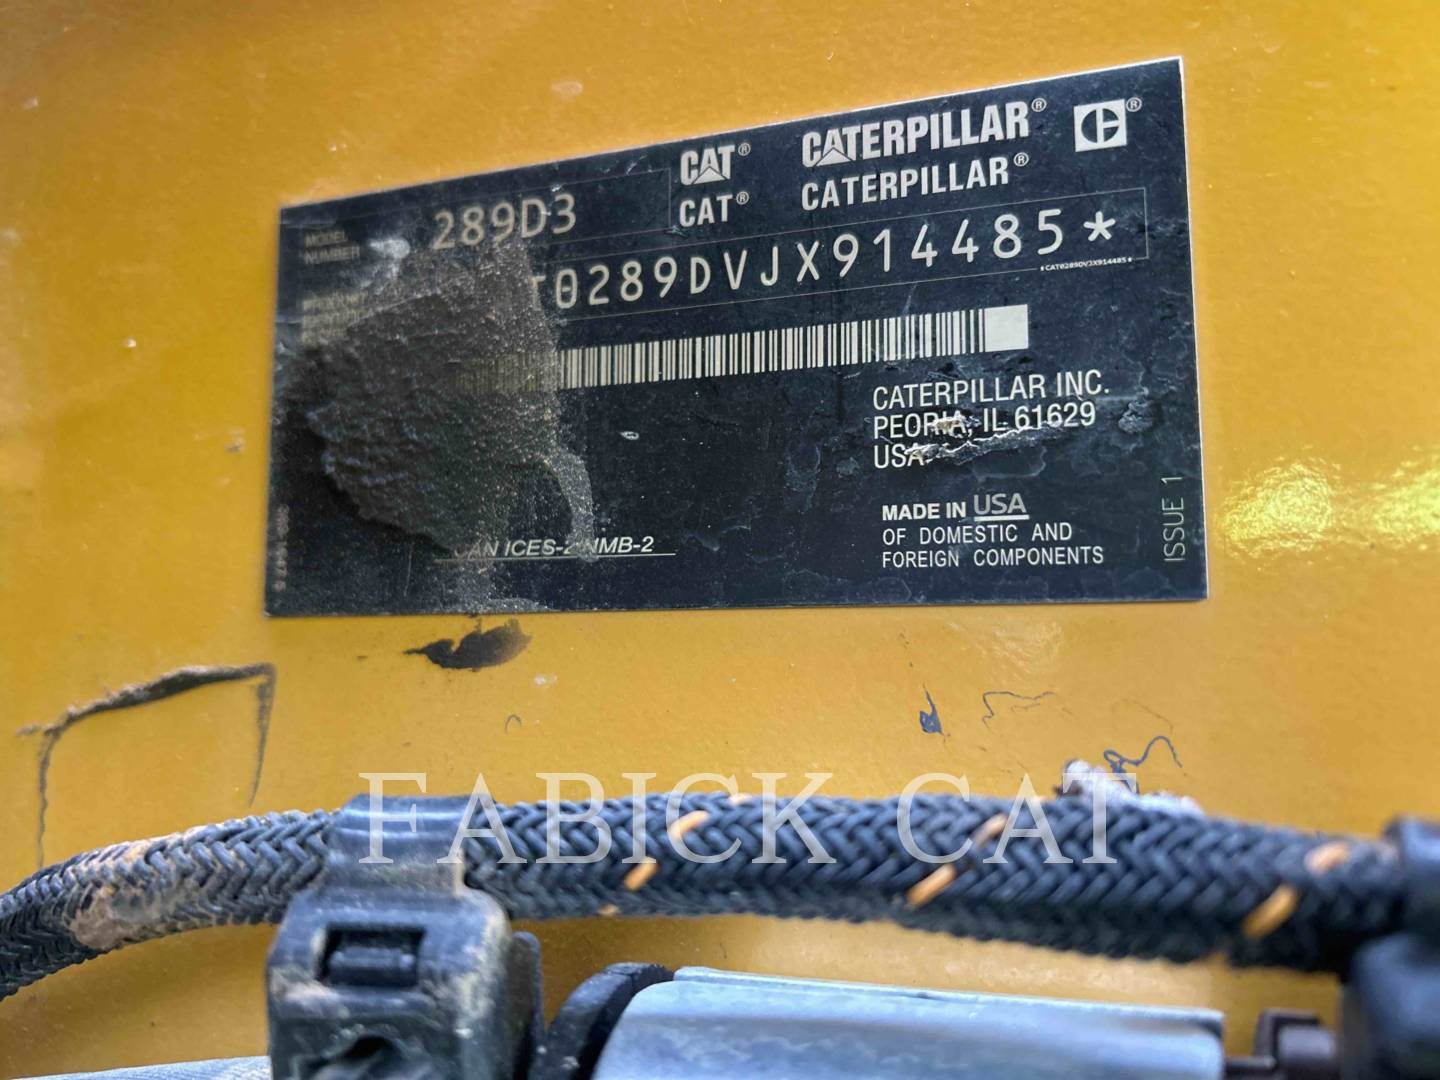 CAT® CATERPILLAR®
CAT® CATERPILLAR®
MODEL NUMBER 289D3
T0289DVJX914485*
*CAT0289DVJX914485*
CATERPILLAR INC.
PEORIA, IL 61629
USA
MADE IN USA
OF DOMESTIC AND
FOREIGN COMPONENTS
CAN ICES-2/NMB-2
ISSUE 1
FABICK CAT